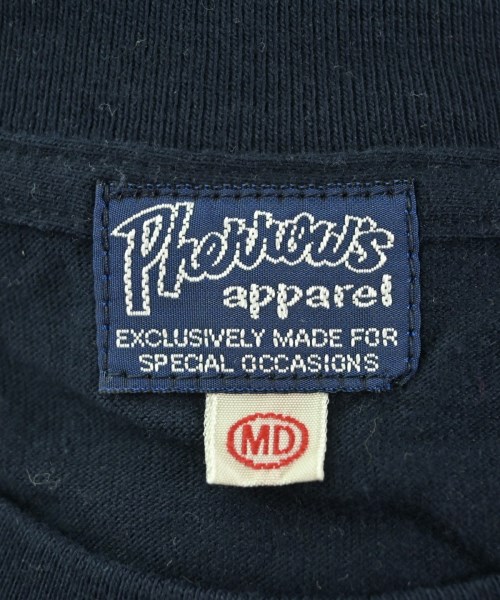 Pherrow's
apparel
EXCLUSIVELY MADE FOR
SPECIAL OCCASIONS
MD